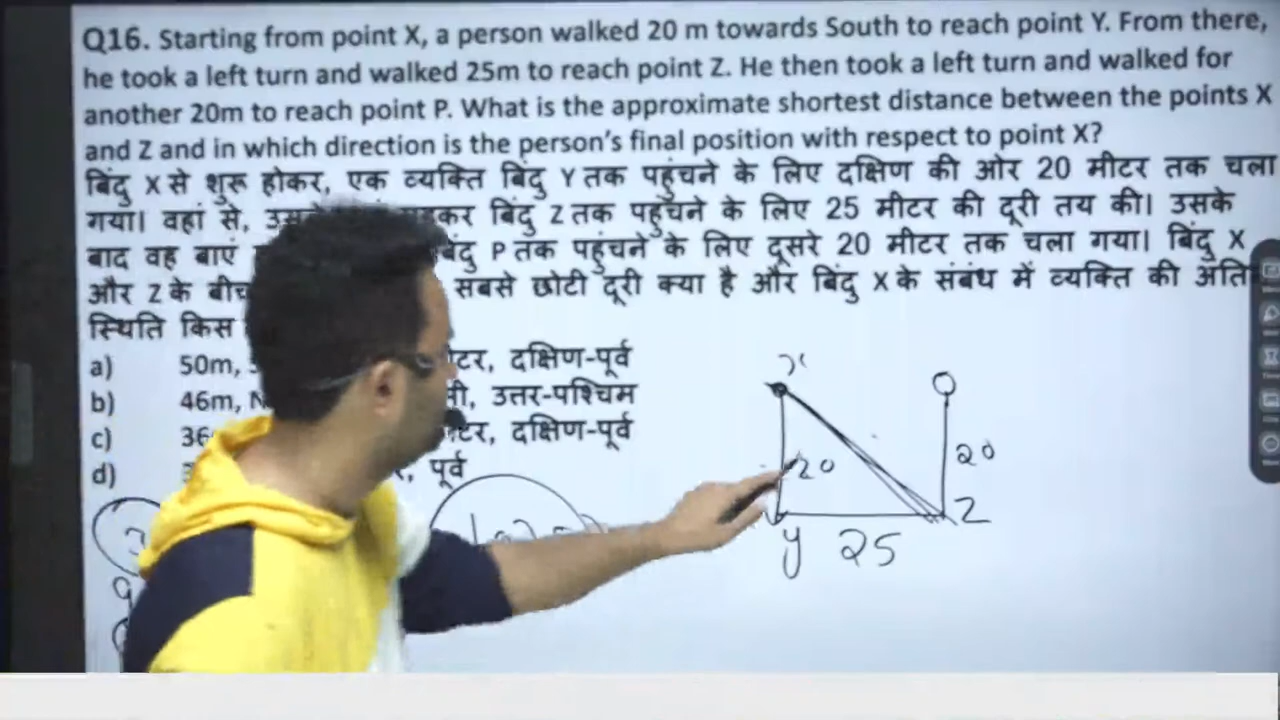 Q16. Starting from point X, a person walked 20 m towards South to reach point Y. From there,
he took a left turn and walked 25m to reach point Z. He then took a left turn and walked for
another 20m to reach point P. What is the approximate shortest distance between the points X
and Z and in which direction is the person's final position with respect to point X?
बिंदु X से शुरू होकर, एक व्यक्ति बिंदु Y तक पहुंचने के लिए दक्षिण की ओर 20 मीटर तक चला
गया। वहां से, बिंदु Z तक पहुंचने के लिए 25 मीटर की दूरी तय की। उसके
बाद वह बाएं P तक पहुंचने के लिए दूसरे 20 मीटर तक चला गया। बिंदु X
और Z के सबसे छोटी दूरी क्या है और बिंदु X के संबंध में व्यक्ति की
स्थिति किस
a) 50m, दक्षिण-पूर्व
b) 46m, उत्तर-पश्चिम
c) 36 दक्षिण-पूर्व
d) पूर्व
x
20
20
y 25 Z